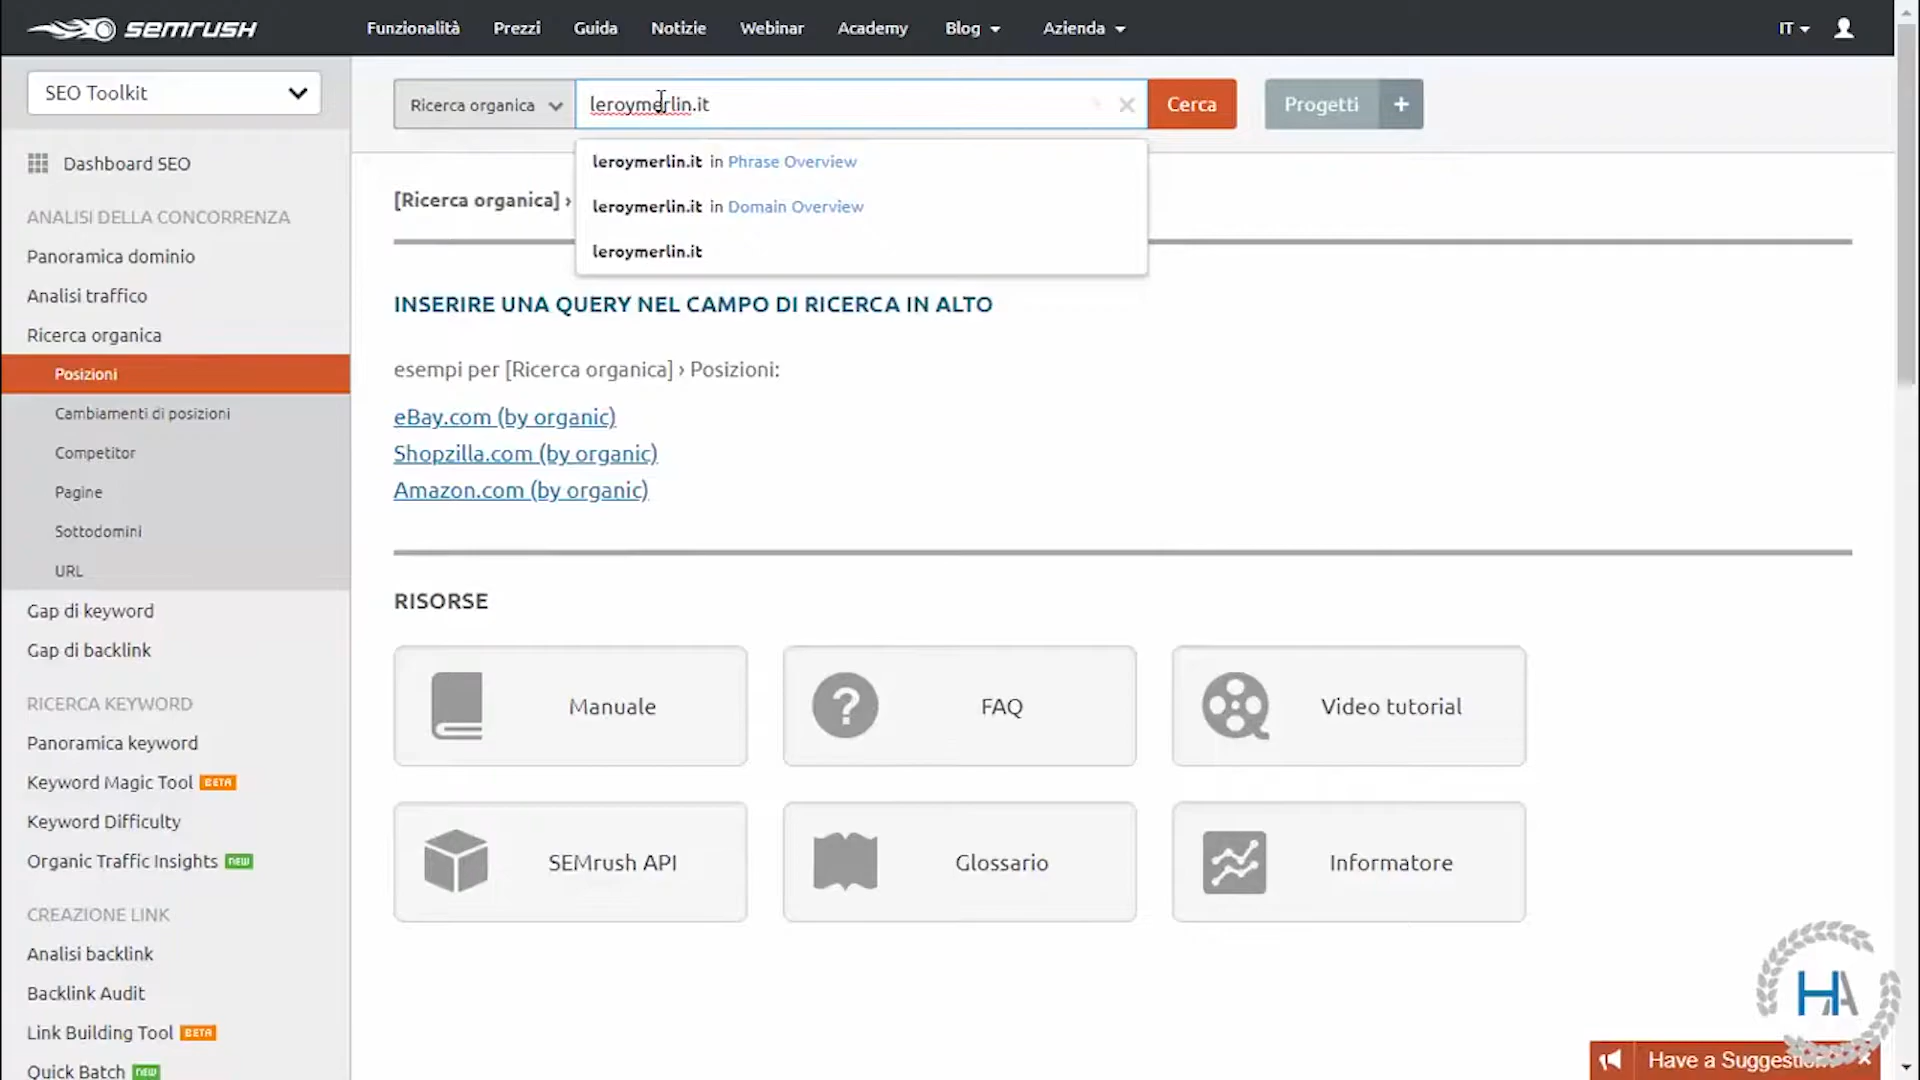 SEMRUSH
Funzionalità Prezzi Guida Notizie Webinar Academy Blog Azienda IT
SEO Toolkit
Ricerca organica leroymerlin.it × Cerca Progetti +
leroymerlin.it in Phrase Overview
leroymerlin.it in Domain Overview
leroymerlin.it
Dashboard SEO
ANALISI DELLA CONCORRENZA
Panoramica dominio
Analisi traffico
Ricerca organica
Posizioni
Cambiamenti di posizioni
Competitor
Pagine
Sottodomini
URL
Gap di keyword
Gap di backlink
RICERCA KEYWORD
Panoramica keyword
Keyword Magic Tool BETA
Keyword Difficulty
Organic Traffic Insights NEW
CREAZIONE LINK
Analisi backlink
Backlink Audit
Link Building Tool BETA
Quick Batch NEW
[Ricerca organica] ›
INSERIRE UNA QUERY NEL CAMPO DI RICERCA IN ALTO
esempi per [Ricerca organica] › Posizioni:
eBay.com (by organic)
Shopzilla.com (by organic)
Amazon.com (by organic)
RISORSE
Manuale
? FAQ
Video tutorial
SEMrush API
Glossario
Informatore
HA
Have a Suggestion ×